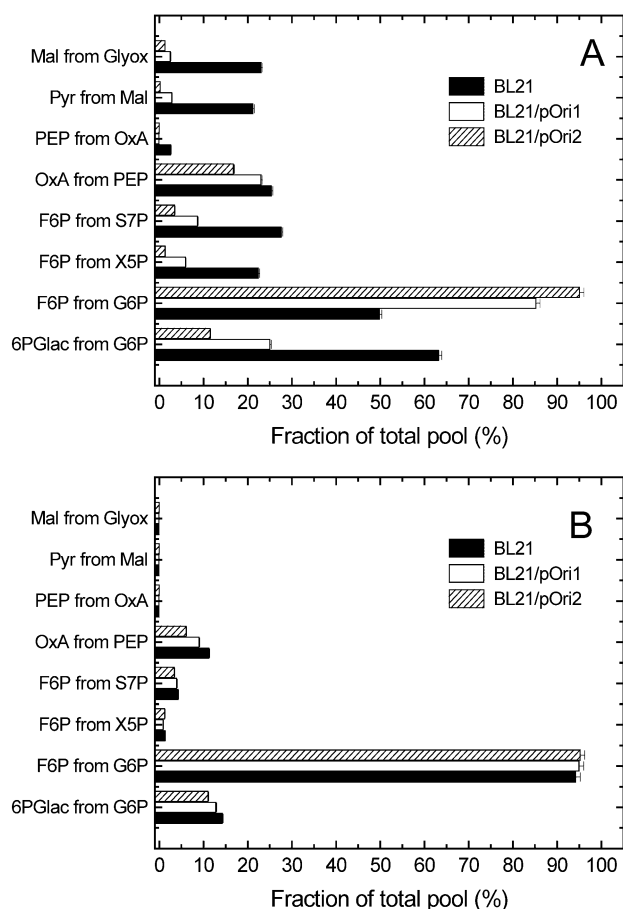 A
Mal from Glyox
Pyr from Mal
PEP from OxA
OxA from PEP
F6P from S7P
F6P from X5P
F6P from G6P
6PGlac from G6P
BL21
BL21/pOri1
BL21/pOri2
0 10 20 30 40 50 60 70 80 90 100
Fraction of total pool (%)
B
Mal from Glyox
Pyr from Mal
PEP from OxA
OxA from PEP
F6P from S7P
F6P from X5P
F6P from G6P
6PGlac from G6P
BL21
BL21/pOri1
BL21/pOri2
0 10 20 30 40 50 60 70 80 90 100
Fraction of total pool (%)